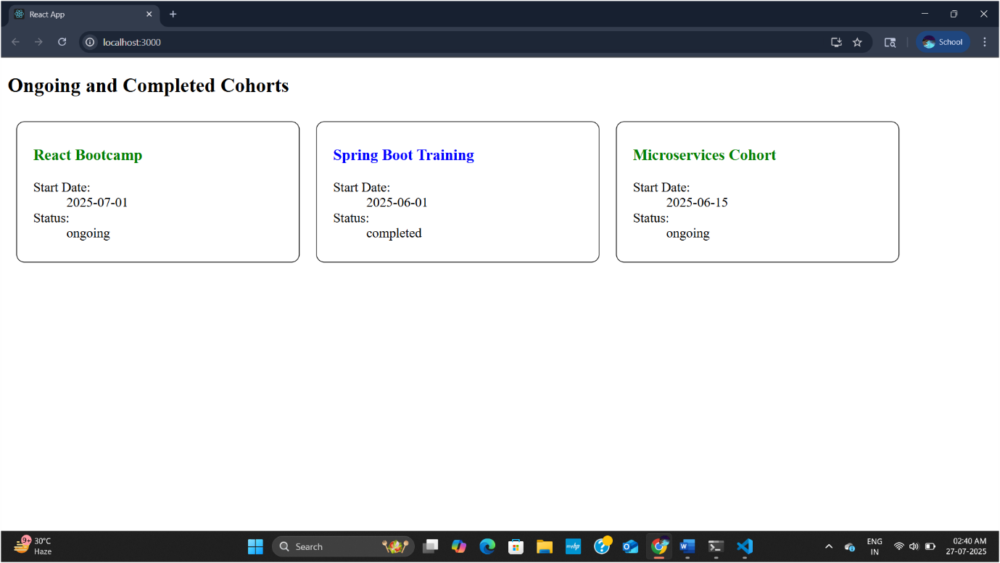 React App
localhost:3000
School
Ongoing and Completed Cohorts
React Bootcamp
Start Date:
2025-07-01
Status:
ongoing
Spring Boot Training
Start Date:
2025-06-01
Status:
completed
Microservices Cohort
Start Date:
2025-06-15
Status:
ongoing
9+
30°C
Haze
Search
myhp
ENG
IN
02:40 AM
27-07-2025